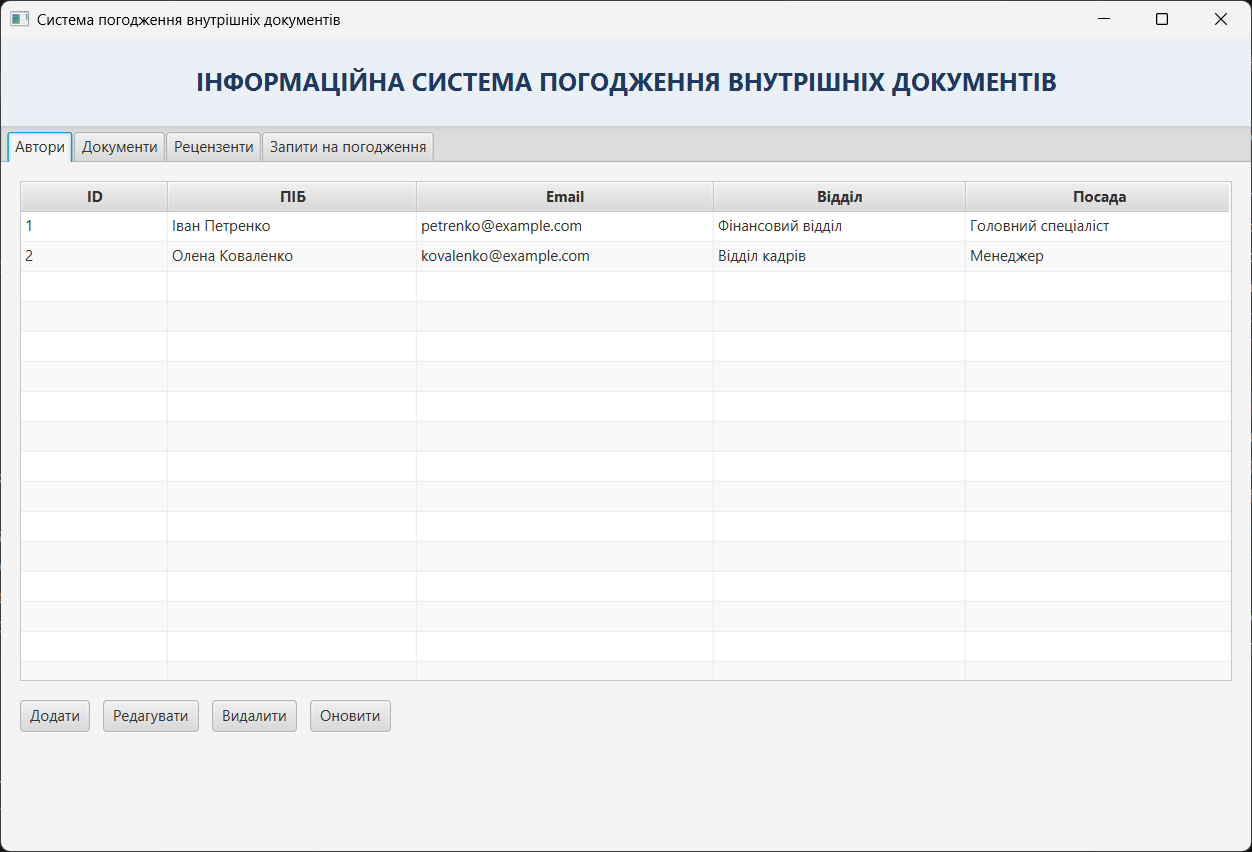 Система погодження внутрішніх документів
ІНФОРМАЦІЙНА СИСТЕМА ПОГОДЖЕННЯ ВНУТРІШНІХ ДОКУМЕНТІВ
Автори Документи Рецензенти Запити на погодження
ID ПІБ Email Відділ Посада
1 Іван Петренко petrenko@example.com Фінансовий відділ Головний спеціаліст
2 Олена Коваленко kovalenko@example.com Відділ кадрів Менеджер
Додати Редагувати Видалити Оновити